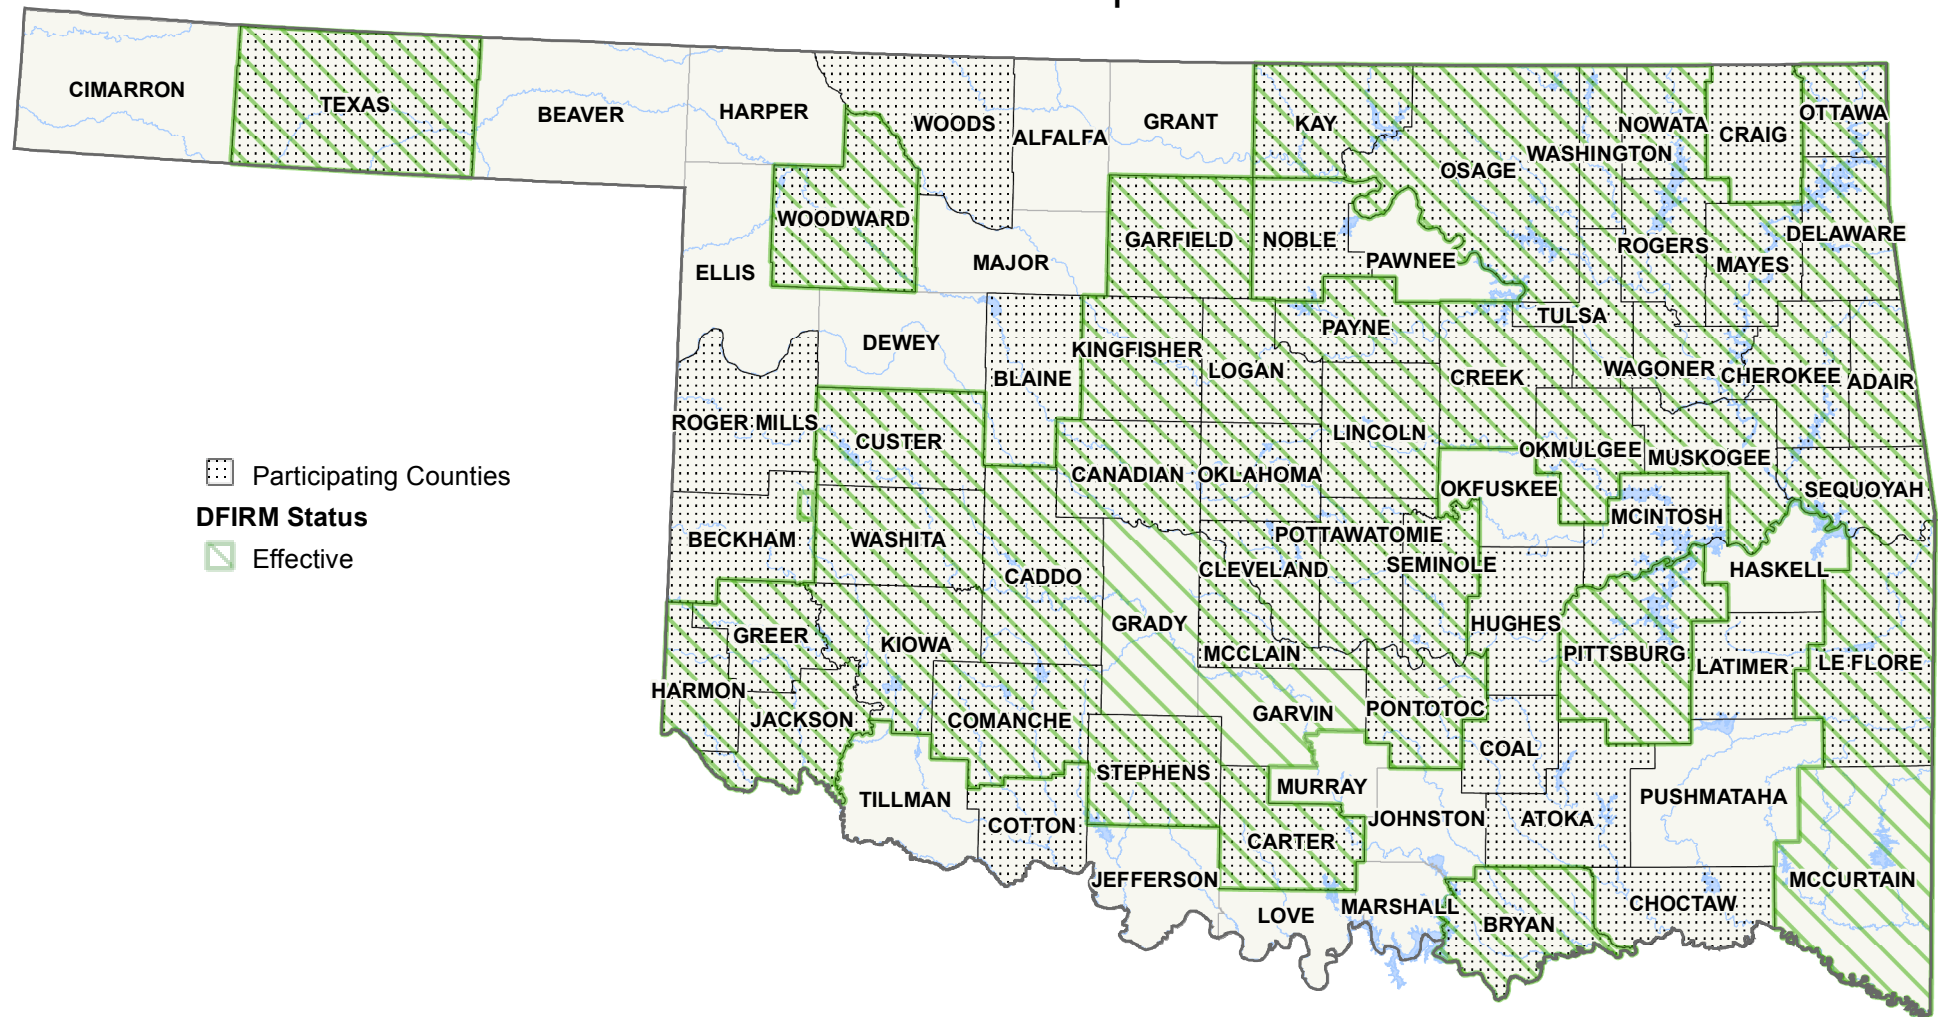 CIMARRON
TEXAS
BEAVER
HARPER
WOODS
ALFALFA
GRANT
KAY
OSAGE
WASHINGTON
NOWATA
CRAIG
OTTAWA
WOODWARD
ELLIS
MAJOR
GARFIELD
NOBLE
PAWNEE
ROGERS
MAYES
DELAWARE
DEWEY
BLAINE
KINGFISHER
LOGAN
PAYNE
CREEK
TULSA
WAGONER
CHEROKEE
ADAIR
ROGER MILLS
CUSTER
CANADIAN
OKLAHOMA
LINCOLN
OKMULGEE
MUSKOGEE
OKFUSKEE
SEQUOYAH
MCINTOSH
Participating Counties
DFIRM Status
Effective
BECKHAM
WASHITA
CADDO
GRADY
CLEVELAND
POTTAWATOMIE
SEMINOLE
HUGHES
HASKELL
GREER
KIOWA
MCCLAIN
PITTSBURG
LATIMER
LE FLORE
HARMON
JACKSON
COMANCHE
GARVIN
PONTOTOC
COAL
STEPHENS
MURRAY
TILLMAN
COTTON
CARTER
JOHNSTON
ATOKA
PUSHMATAHA
JEFFERSON
LOVE
MARSHALL
BRYAN
CHOCTAW
MCCURTAIN